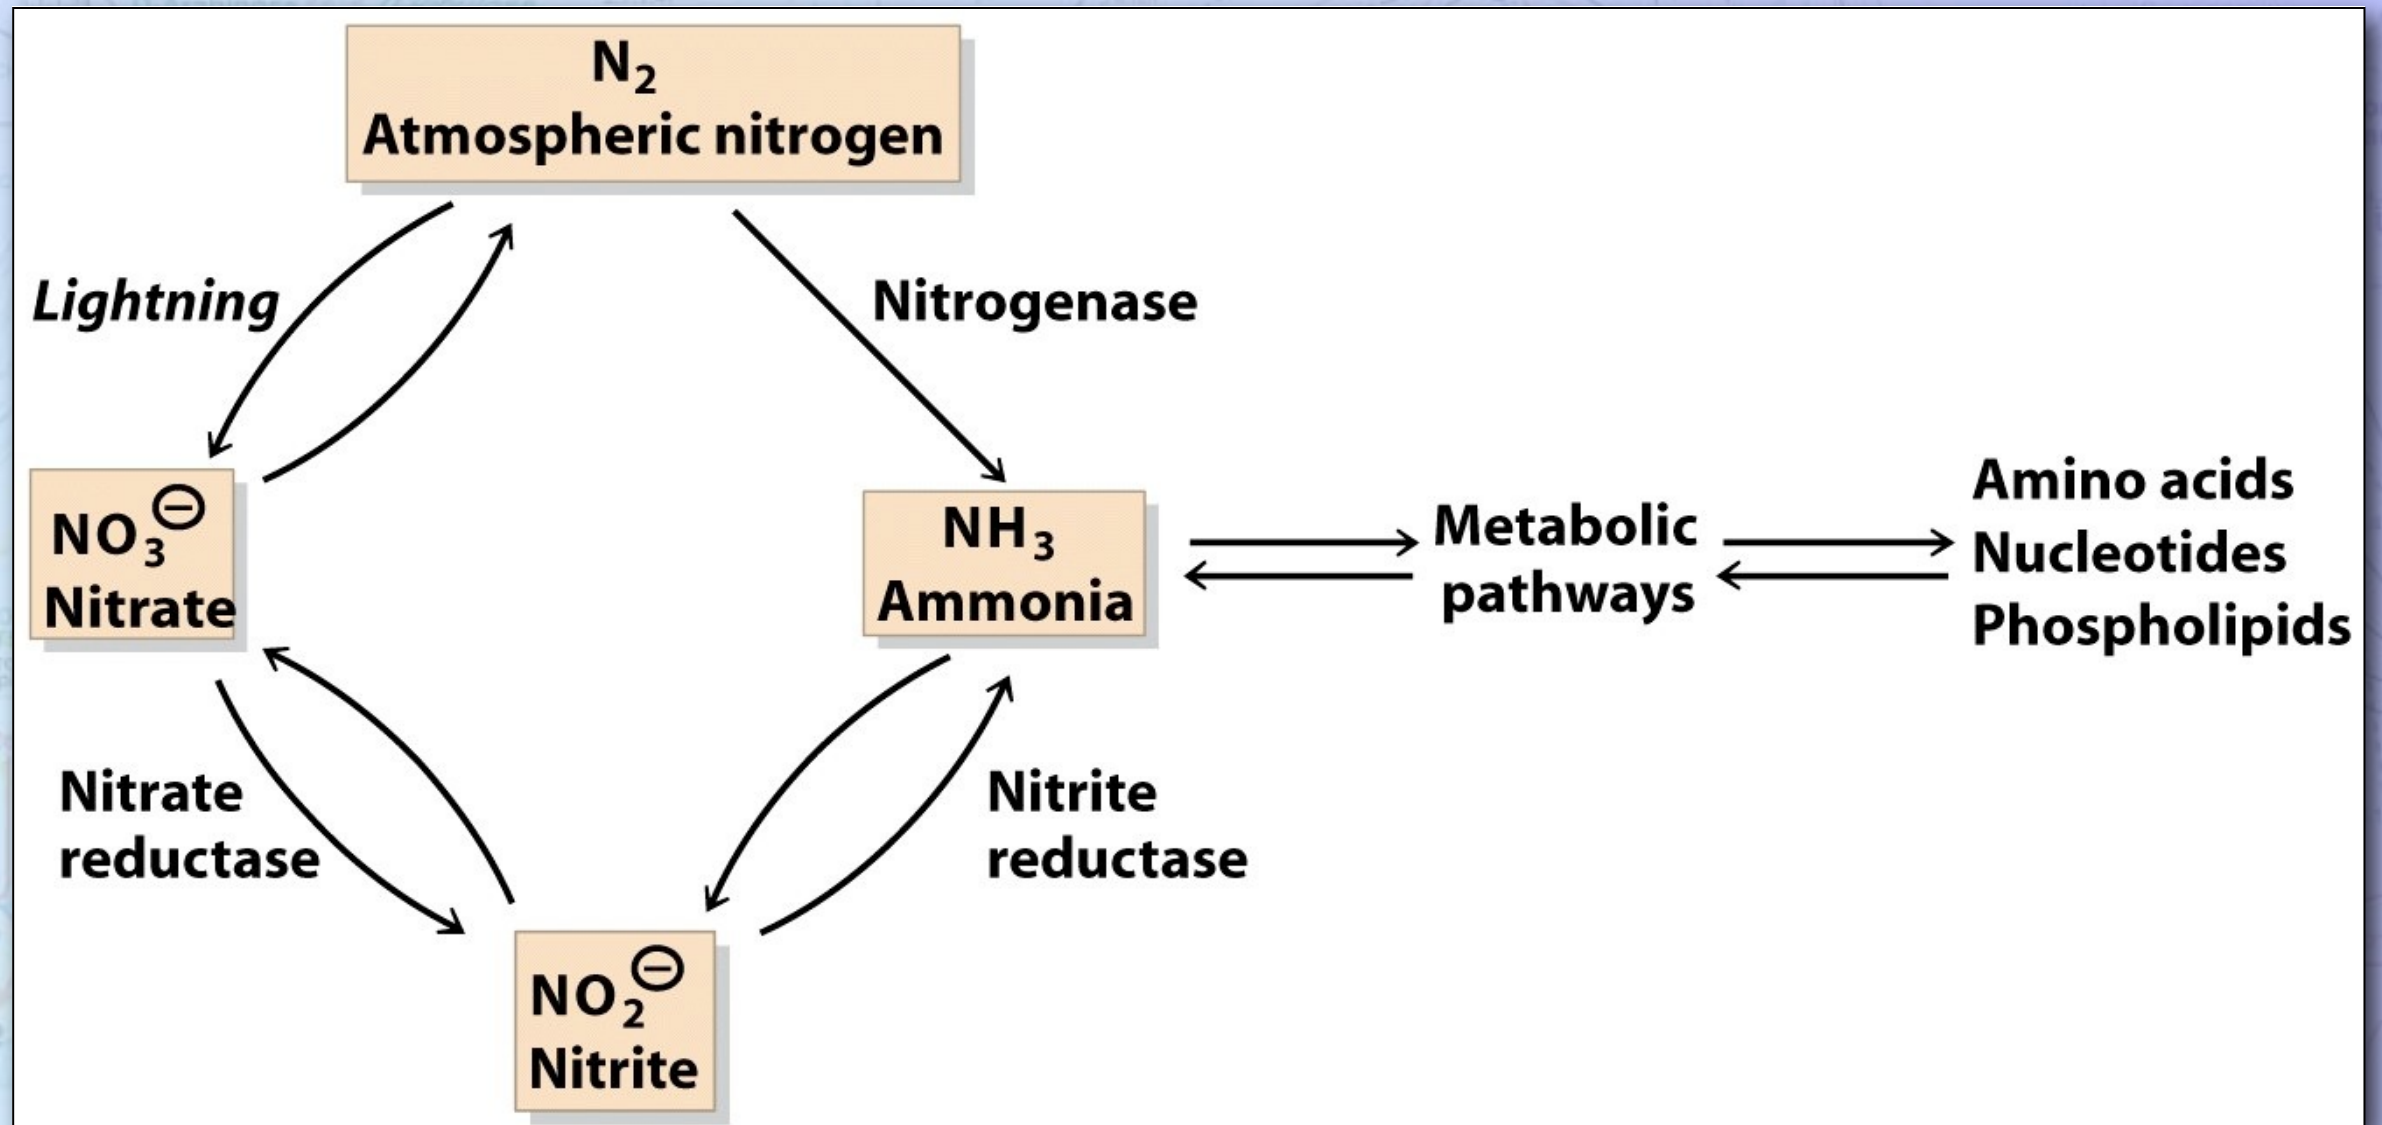 N₂
Atmospheric nitrogen
Lightning
Nitrogenase
NO₃⊖
Nitrate
NH₃
Ammonia
Metabolic
pathways
Amino acids
Nucleotides
Phospholipids
Nitrate
reductase
Nitrite
reductase
NO₂⊖
Nitrite